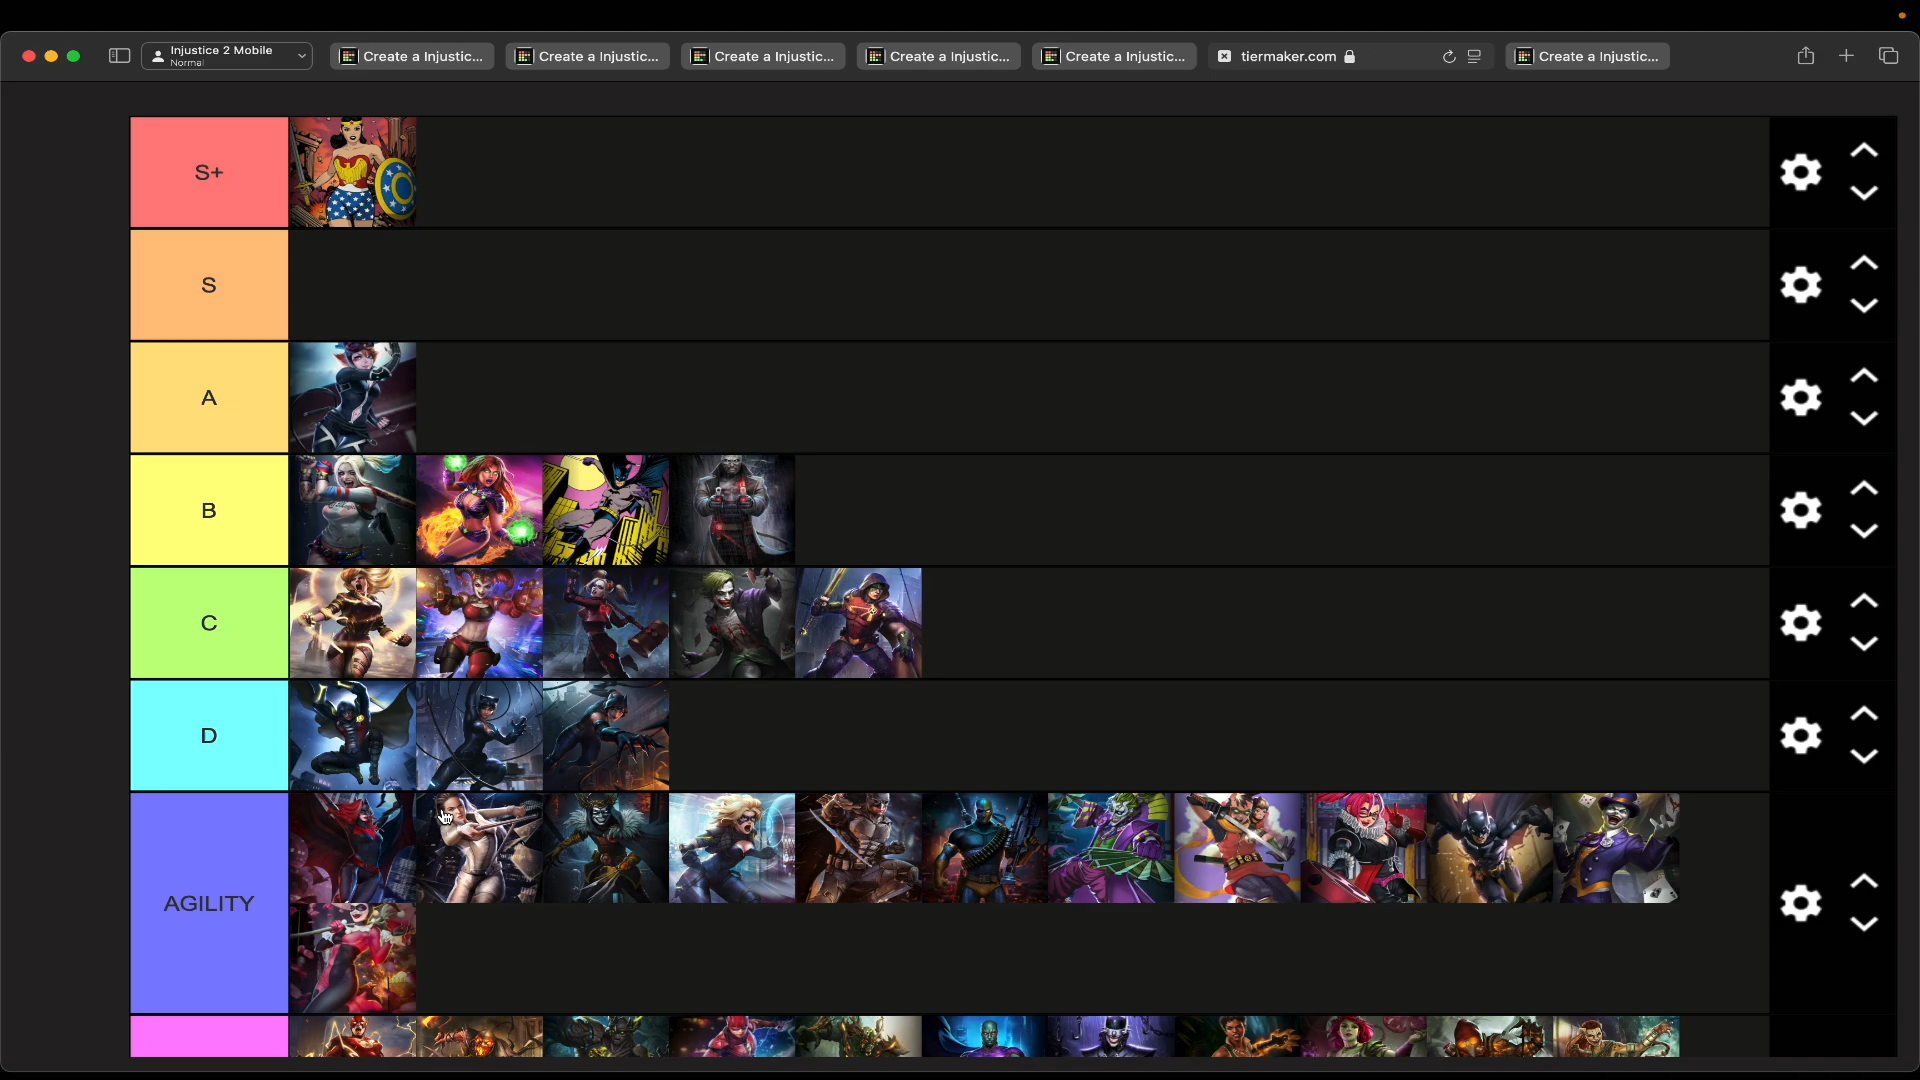 Injustice 2 Mobile
Normal
Create a Injustic...
Create a Injustic...
Create a Injustic...
Create a Injustic...
Create a Injustic...
tiermaker.com
Create a Injustic...
S+
S
A
B
C
D
AGILITY